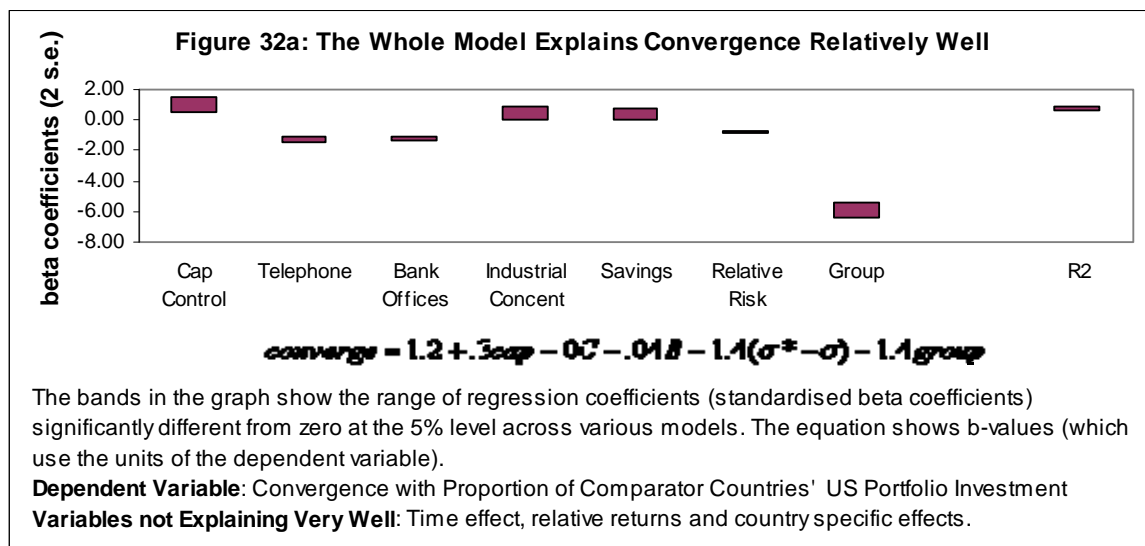 Figure 32a: The Whole Model Explains Convergence Relatively Well
beta coefficients (2 s.e.)
2.00
0.00
-2.00
-4.00
-6.00
-8.00
Cap Control
Telephone
Bank Offices
Industrial Concent
Savings
Relative Risk
Group
R2
converge = 1.2 + .3cap - - 1.4(σ* - σ) - 1.4group
The bands in the graph show the range of regression coefficients (standardised beta coefficients)
significantly different from zero at the 5% level across various models. The equation shows b-values (which
use the units of the dependent variable).
Dependent Variable: Convergence with Proportion of Comparator Countries' US Portfolio Investment
Variables not Explaining Very Well: Time effect, relative returns and country specific effects.